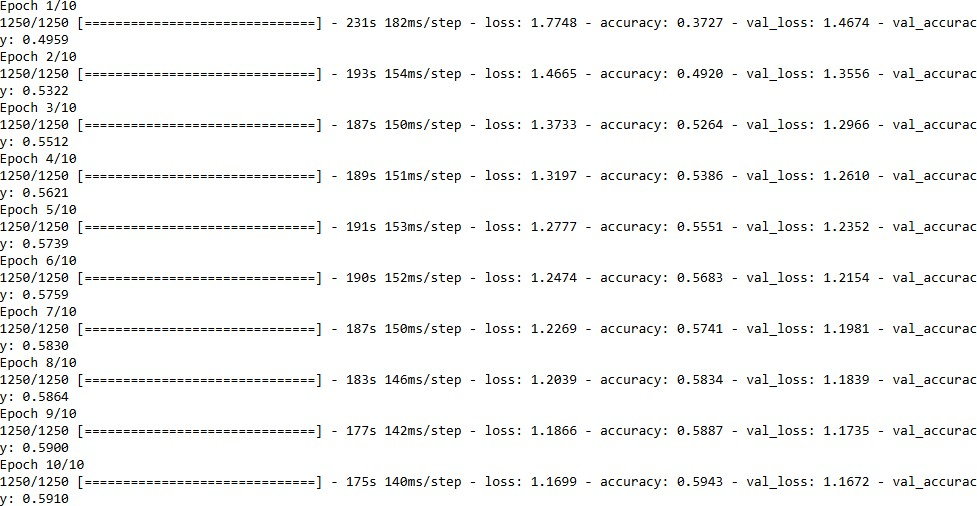 Epoch 1/10
1250/1250 [==============================] - 231s 182ms/step - loss: 1.7748 - accuracy: 0.3727 - val_loss: 1.4674 - val_accurac
y: 0.4959
Epoch 2/10
1250/1250 [==============================] - 193s 154ms/step - loss: 1.4665 - accuracy: 0.4920 - val_loss: 1.3556 - val_accurac
y: 0.5322
Epoch 3/10
1250/1250 [==============================] - 187s 150ms/step - loss: 1.3733 - accuracy: 0.5264 - val_loss: 1.2966 - val_accurac
y: 0.5512
Epoch 4/10
1250/1250 [==============================] - 189s 151ms/step - loss: 1.3197 - accuracy: 0.5386 - val_loss: 1.2610 - val_accurac
y: 0.5621
Epoch 5/10
1250/1250 [==============================] - 191s 153ms/step - loss: 1.2777 - accuracy: 0.5551 - val_loss: 1.2352 - val_accurac
y: 0.5739
Epoch 6/10
1250/1250 [==============================] - 190s 152ms/step - loss: 1.2474 - accuracy: 0.5683 - val_loss: 1.2154 - val_accurac
y: 0.5759
Epoch 7/10
1250/1250 [==============================] - 187s 150ms/step - loss: 1.2269 - accuracy: 0.5741 - val_loss: 1.1981 - val_accurac
y: 0.5830
Epoch 8/10
1250/1250 [==============================] - 183s 146ms/step - loss: 1.2039 - accuracy: 0.5834 - val_loss: 1.1839 - val_accurac
y: 0.5864
Epoch 9/10
1250/1250 [==============================] - 177s 142ms/step - loss: 1.1866 - accuracy: 0.5887 - val_loss: 1.1735 - val_accurac
y: 0.5900
Epoch 10/10
1250/1250 [==============================] - 175s 140ms/step - loss: 1.1699 - accuracy: 0.5943 - val_loss: 1.1672 - val_accurac
y: 0.5910